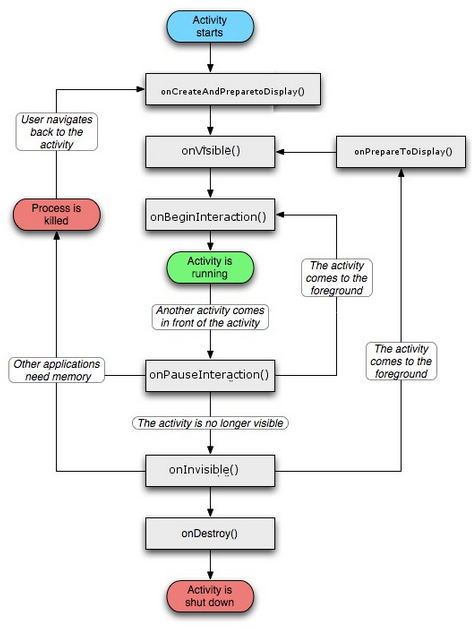 Activity
starts
onCreateAndPreparetoDisplay()
User navigates
back to the
activity
onVisible()
onPrepareToDisplay()
Process is
killed
onBeginInteraction()
Activity is
running
The activity
comes to the
foreground
Another activity comes
in front of the activity
The activity
comes to the
foreground
Other applications
need memory
onPauseInteraction()
The activity is no longer visible
onInvisible()
onDestroy()
Activity is
shut down